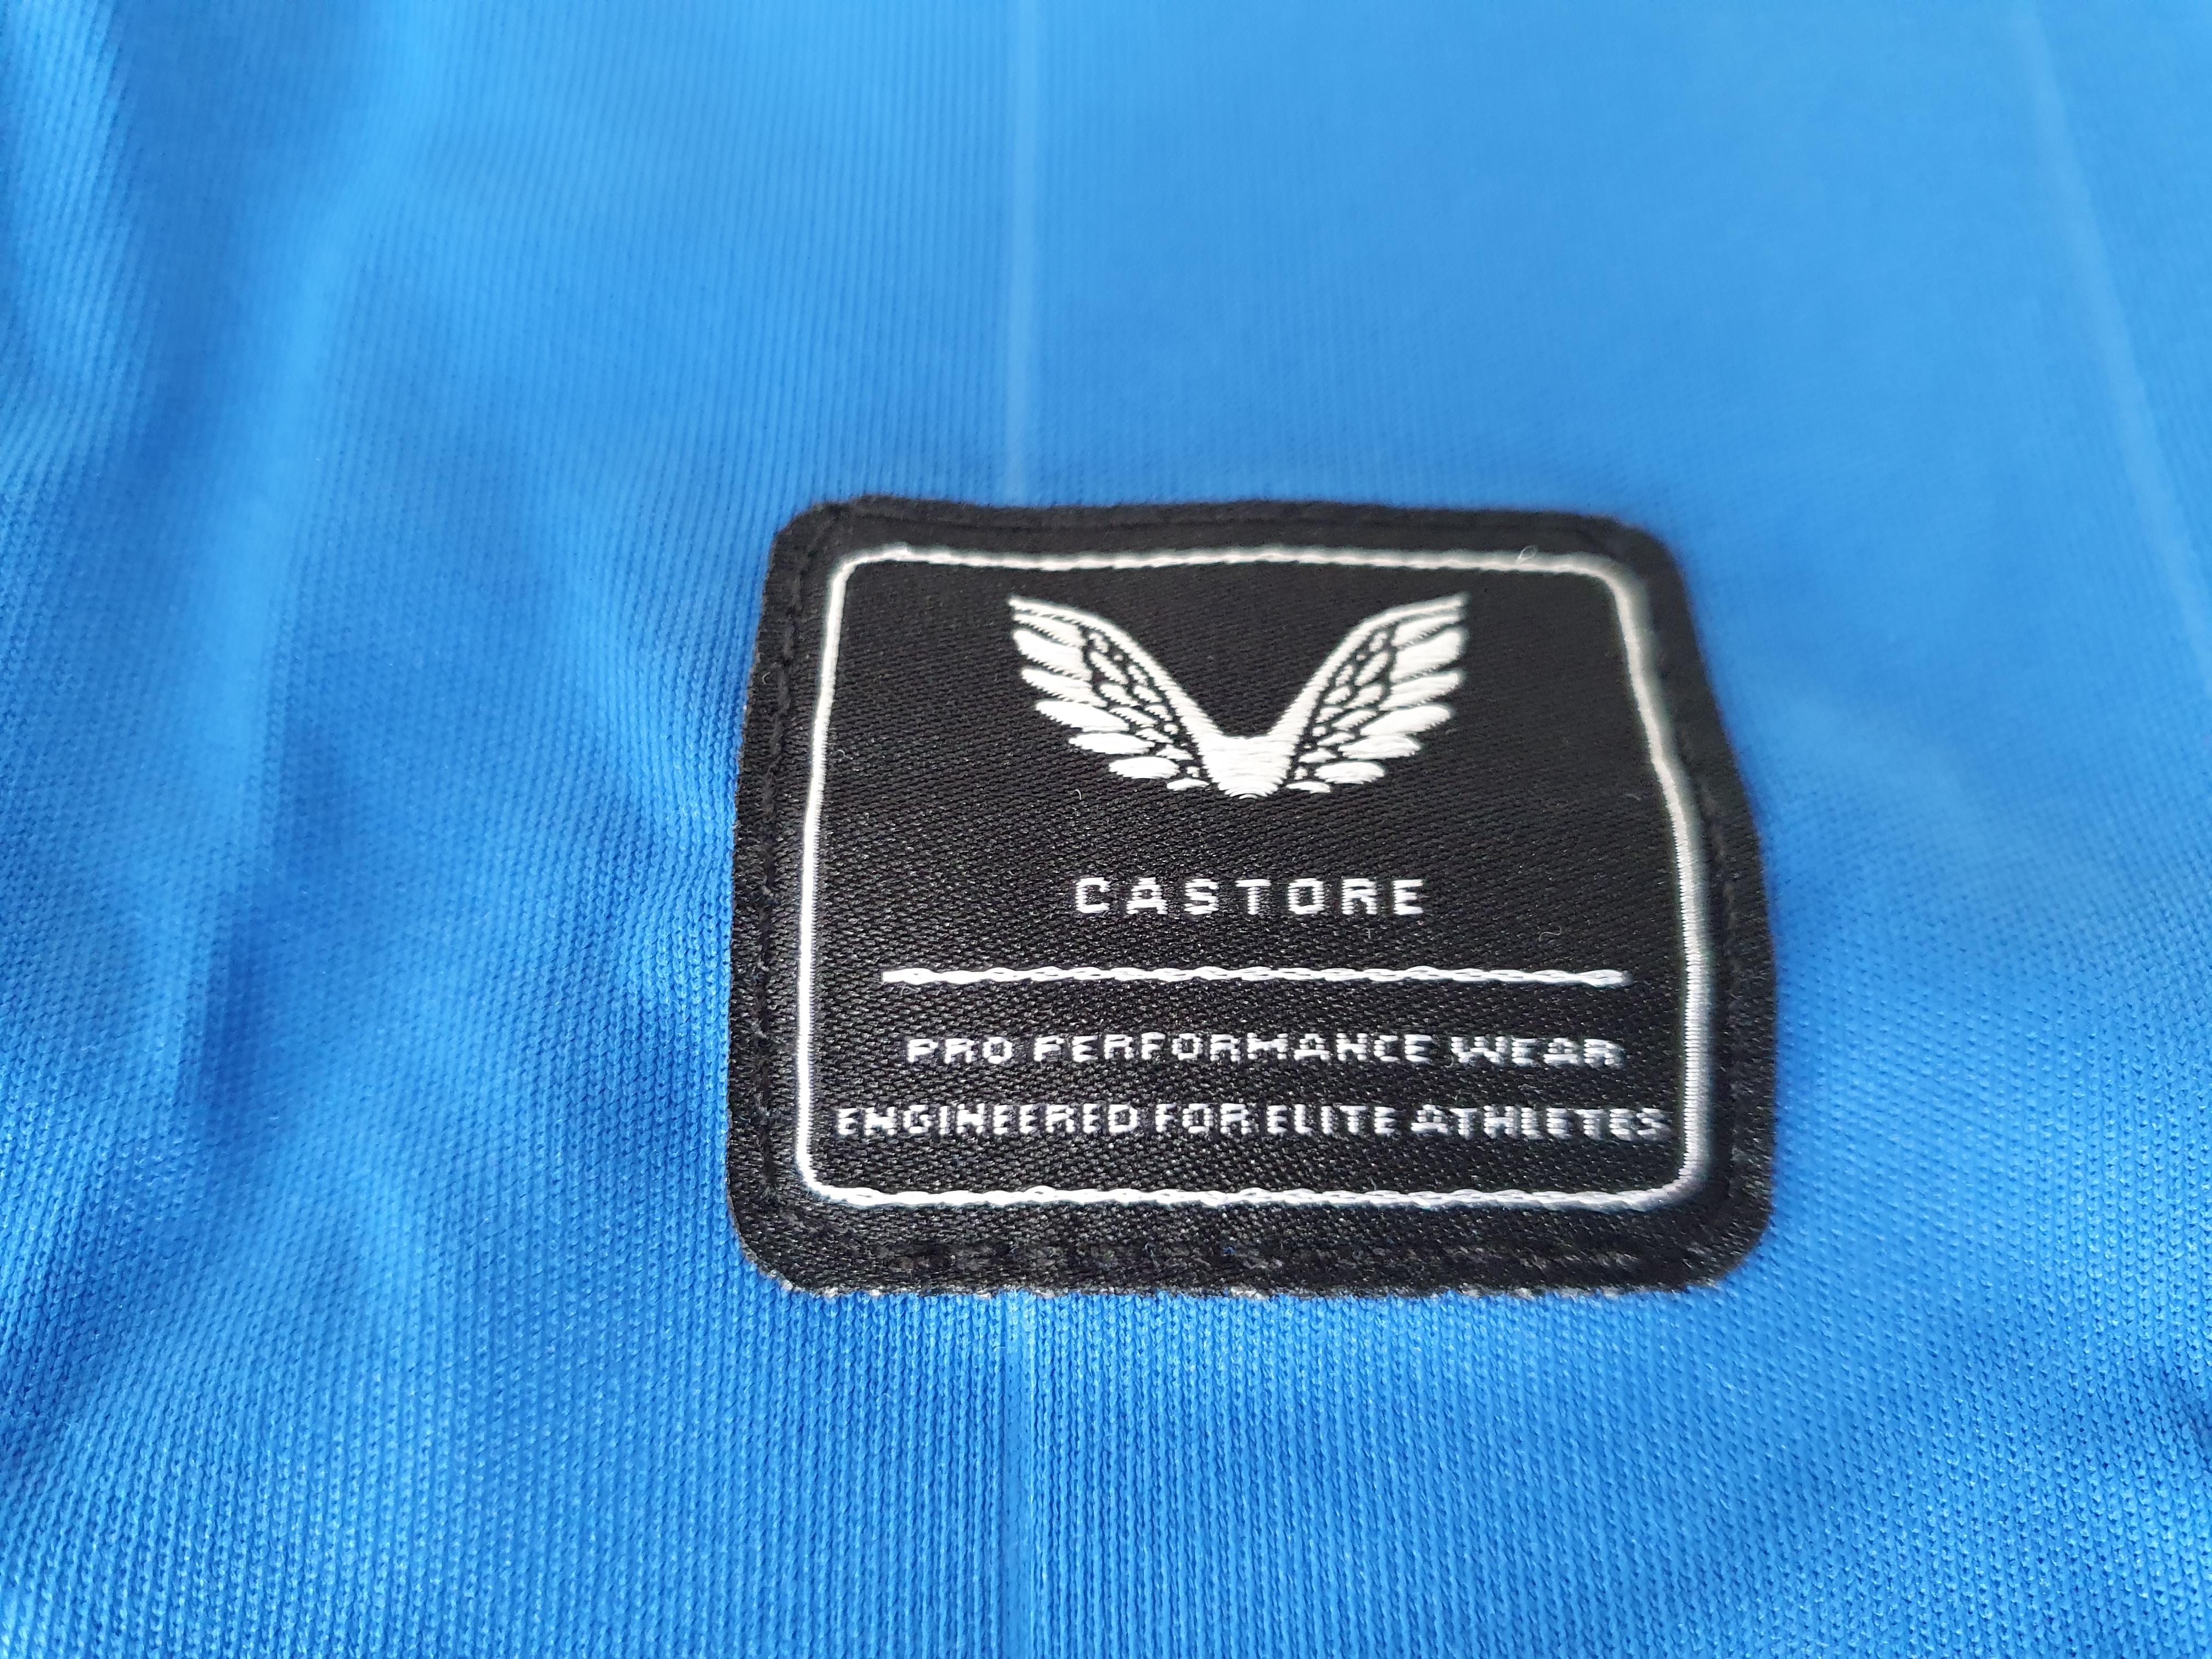 CASTORE
PRO PERFORMANCE WEAR
ENGINEERED FOR ELITE ATHLETES